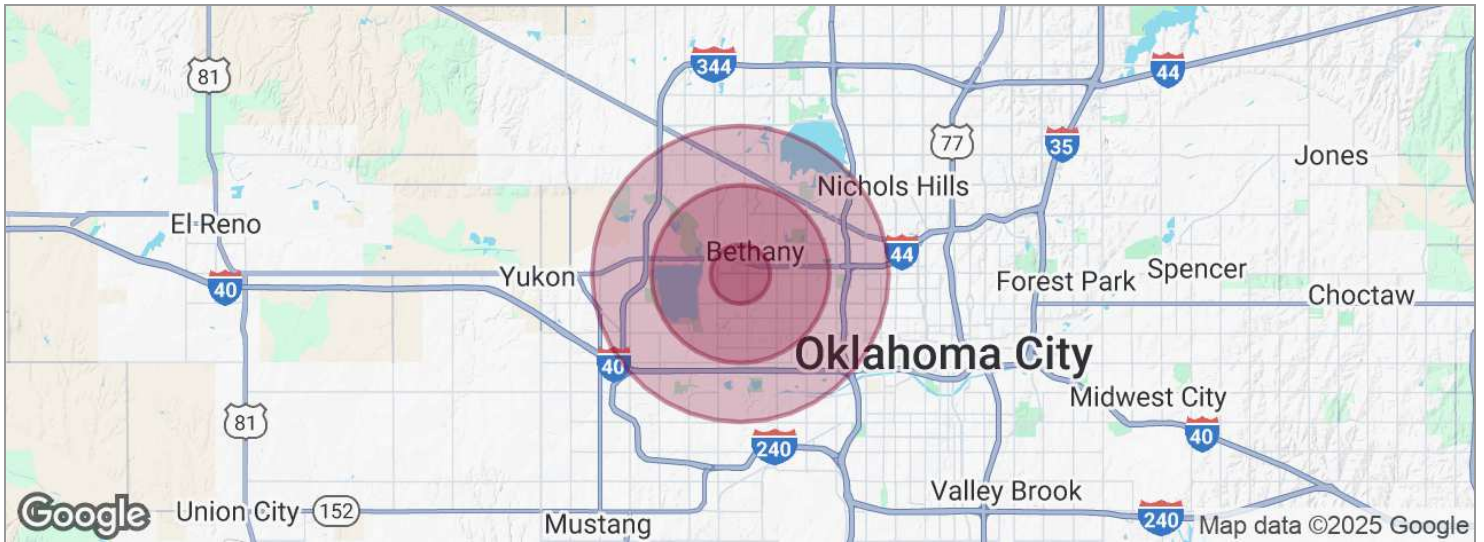 344
81
44
77
35
Jones
Nichols Hills
El Reno
Bethany
44
Yukon
Spencer
Forest Park
40
Choctaw
Oklahoma City
40
Midwest City
81
40
240
Valley Brook
Union City
152
Mustang
240
Google
Map data ©2025 Google